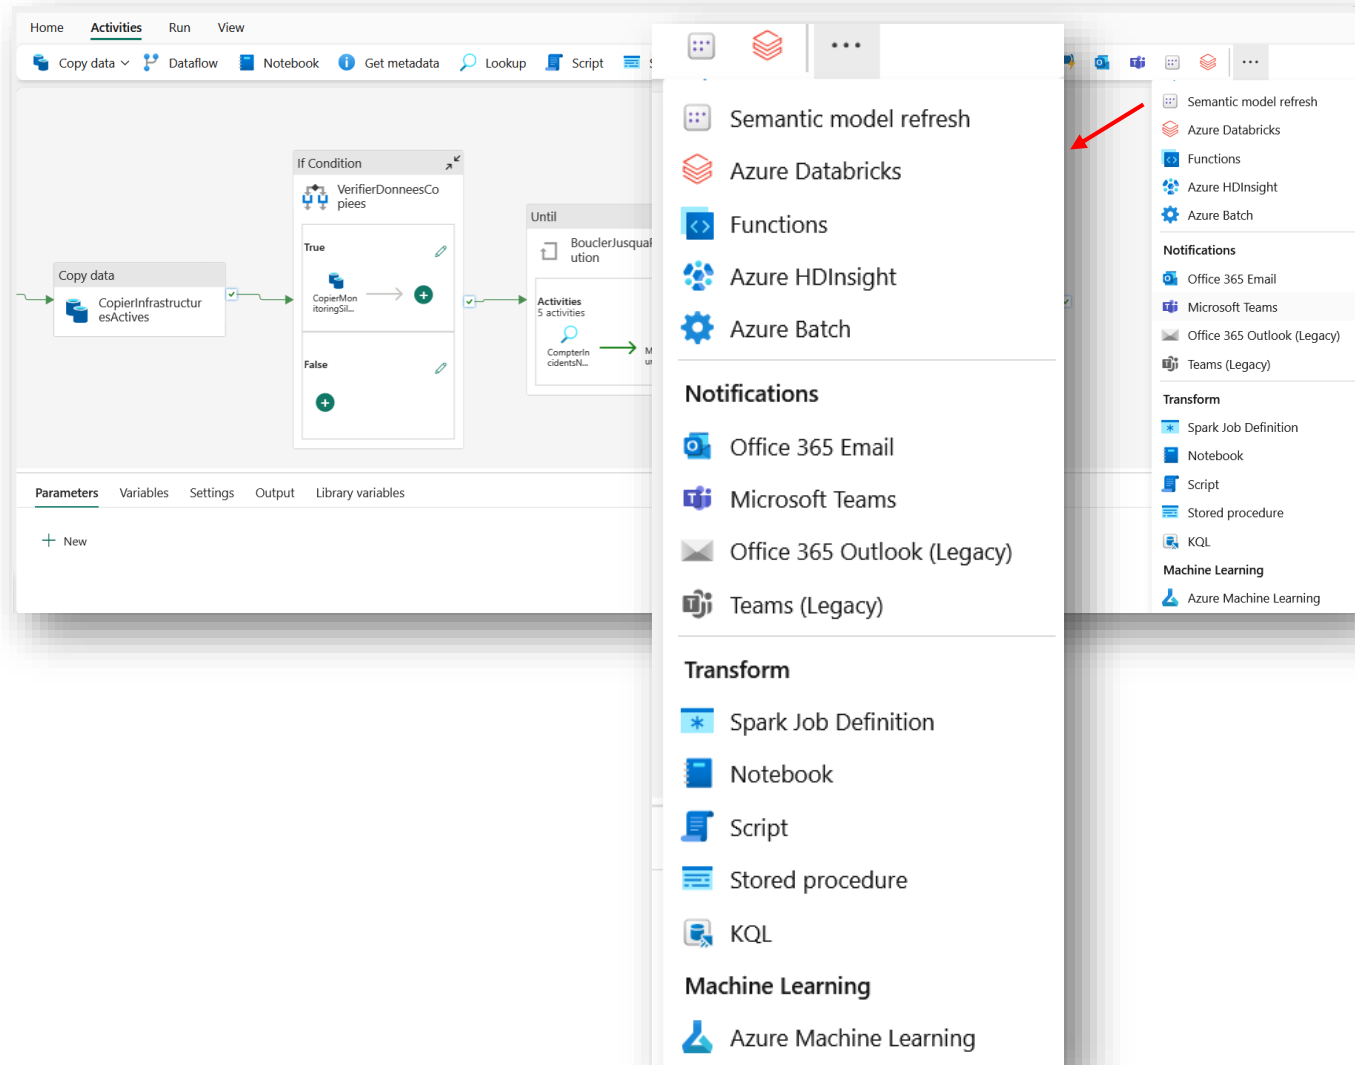 Home Activities Run View
Copy data Dataflow Notebook Get metadata Lookup Script
If Condition
VerifierDonneesCo
piees
True
CopierMon
itoringSil...
False
Copy data
CopierInfrastructur
esActives
Until
BouclerJusqua
ution
Activities
5 activities
CompterIn
cidentsN...
Parameters Variables Settings Output Library variables
New
Semantic model refresh
Azure Databricks
Functions
Azure HDInsight
Azure Batch
Notifications
Office 365 Email
Microsoft Teams
Office 365 Outlook (Legacy)
Teams (Legacy)
Transform
Spark Job Definition
Notebook
Script
Stored procedure
KQL
Machine Learning
Azure Machine Learning
Semantic model refresh
Azure Databricks
Functions
Azure HDInsight
Azure Batch
Notifications
Office 365 Email
Microsoft Teams
Office 365 Outlook (Legacy)
Teams (Legacy)
Transform
Spark Job Definition
Notebook
Script
Stored procedure
KQL
Machine Learning
Azure Machine Learning